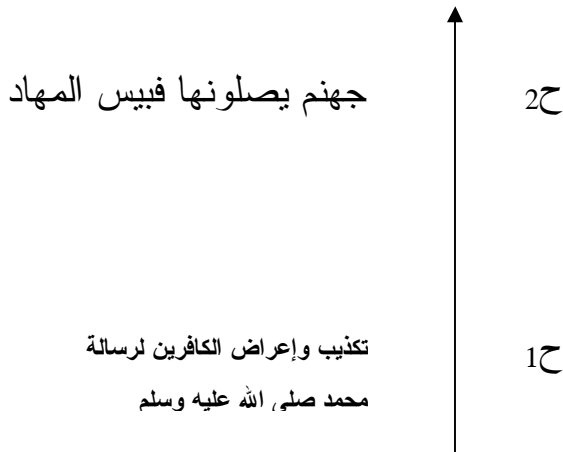 ح2
جهنم يصلونها فبيس المهاد
ح1
تكذيب وإعراض الكافرين لرسالة
محمد صلى الله عليه وسلم